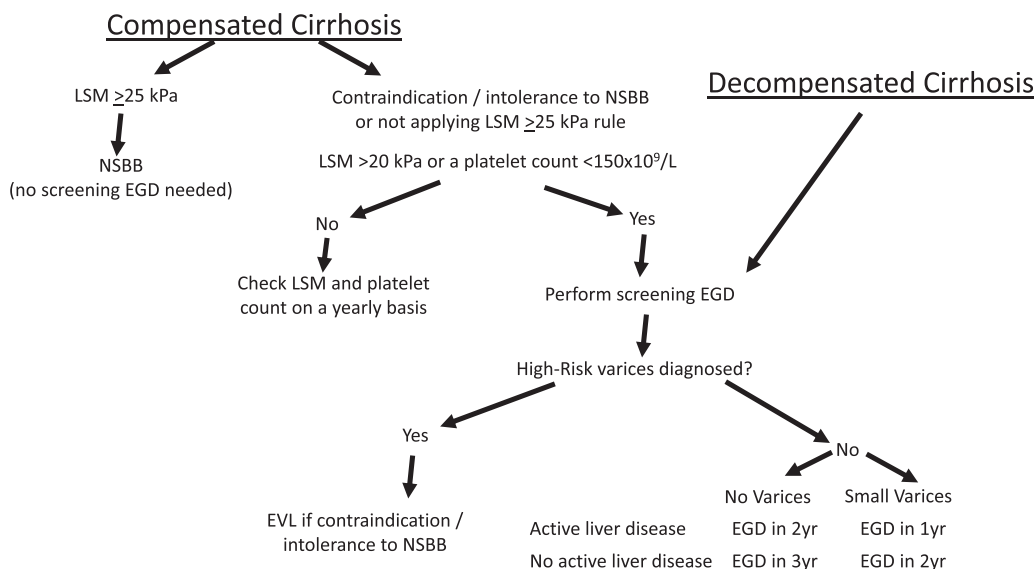 Compensated Cirrhosis
Decompensated Cirrhosis
LSM ≥25 kPa
NSBB
(no screening EGD needed)
Contraindication / intolerance to NSBB
or not applying LSM ≥25 kPa rule
LSM >20 kPa or a platelet count <150x10⁹/L
No
Yes
Check LSM and platelet
count on a yearly basis
Perform screening EGD
High-Risk varices diagnosed?
Yes
No
EVL if contraindication /
intolerance to NSBB
No Varices Small Varices
Active liver disease EGD in 2yr EGD in 1yr
No active liver disease EGD in 3yr EGD in 2yr